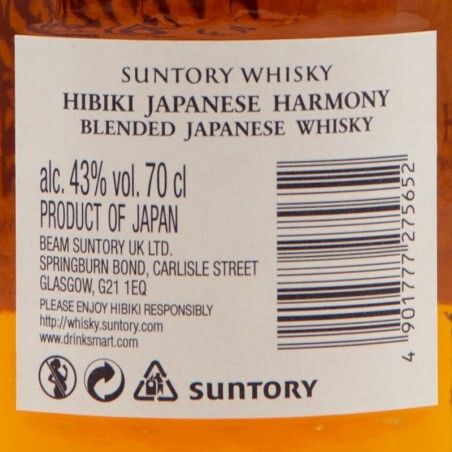 SUNTORY WHISKY
HIBIKI JAPANESE HARMONY
BLENDED JAPANESE WHISKY
alc. 43% vol. 70 cl
PRODUCT OF JAPAN
BEAM SUNTORY UK LTD.
SPRINGBURN BOND, CARLISLE STREET
GLASGOW, G21 1EQ
PLEASE ENJOY HIBIKI RESPONSIBLY
http://whisky.suntory.com
www.drinksmart.com
SUNTORY
4 901777 275652